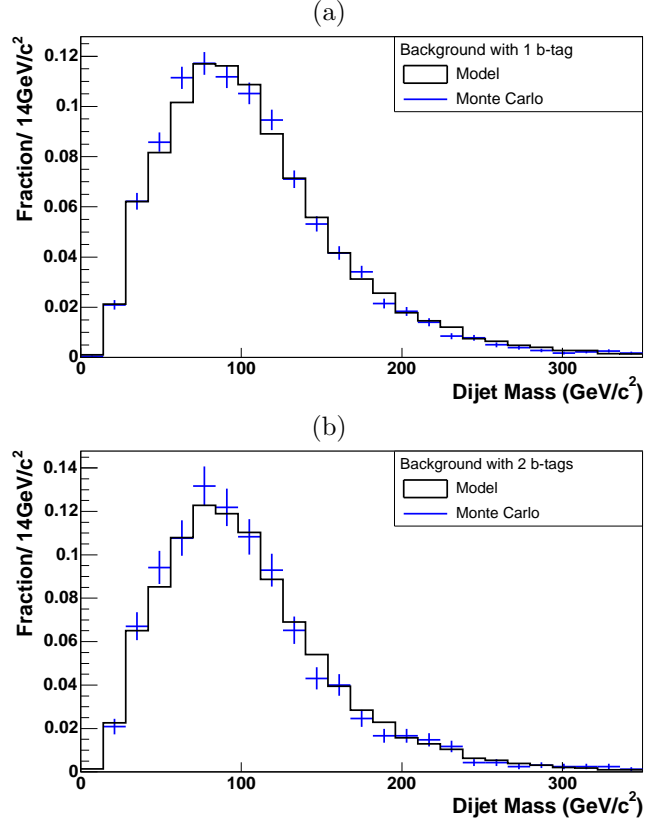 (a)
Fraction/ 14GeV/c²
0.12
0.1
0.08
0.06
0.04
0.02
0
Background with 1 b-tag
Model
Monte Carlo
0 100 200 300
Dijet Mass (GeV/c²)
(b)
Fraction/ 14GeV/c²
0.14
0.12
0.1
0.08
0.06
0.04
0.02
0
Background with 2 b-tags
Model
Monte Carlo
0 100 200 300
Dijet Mass (GeV/c²)